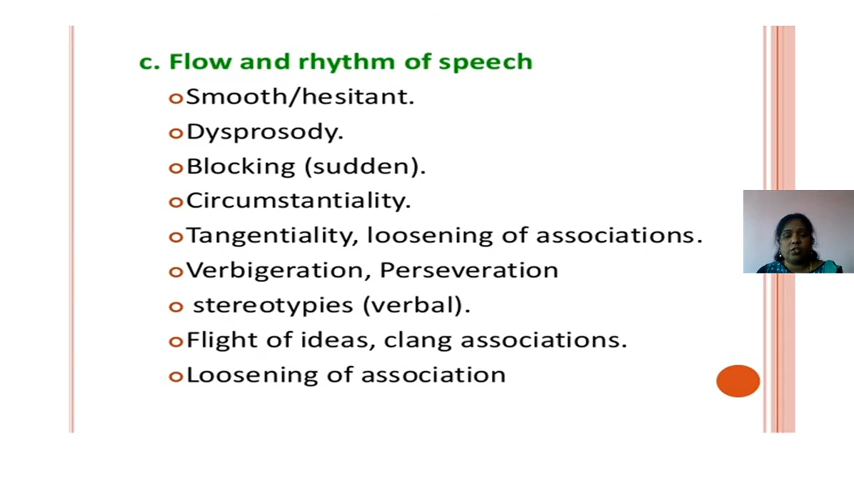 c. Flow and rhythm of speech
Smooth/hesitant.
Dysprosody.
Blocking (sudden).
Circumstantiality.
Tangentiality, loosening of associations.
Verbigeration, Perseveration
stereotypies (verbal).
Flight of ideas, clang associations.
Loosening of association